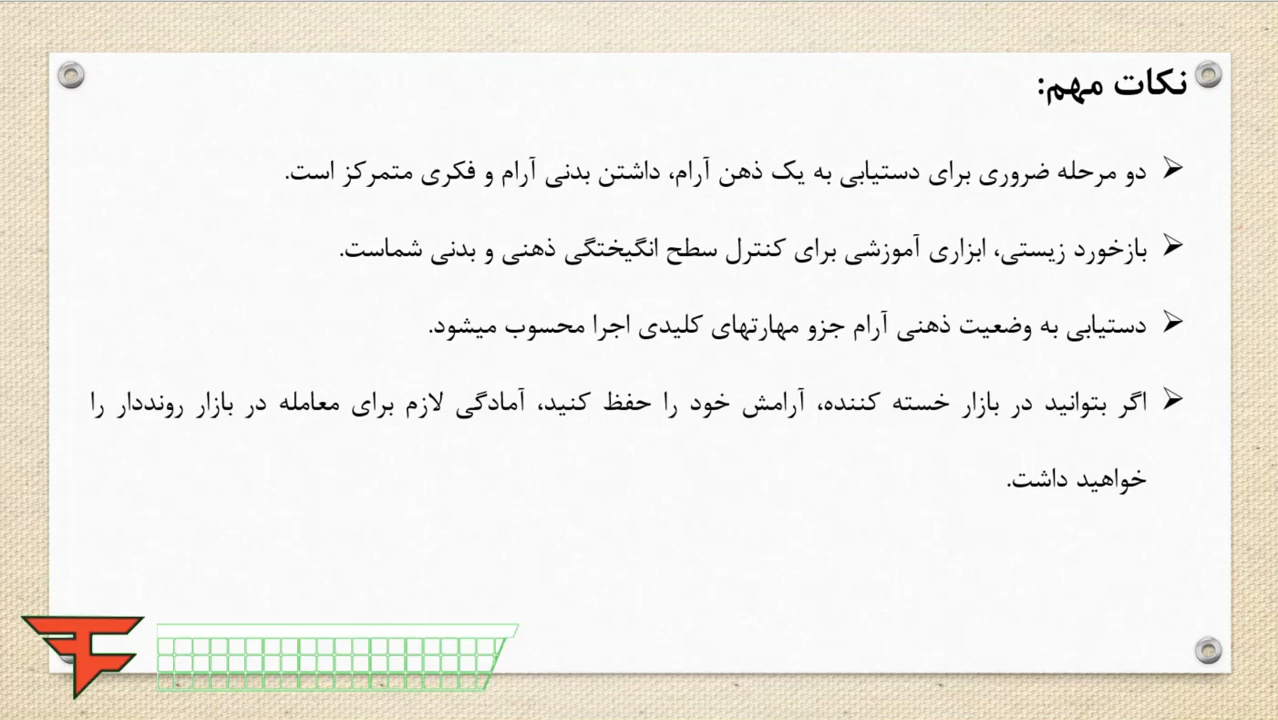 نکات مهم:
دو مرحله ضروری برای دستیابی به یک ذهن آرام، داشتن بدنی آرام و فکری متمرکز است.
بازخورد زیستی، ابزاری آموزشی برای کنترل سطح انگیختگی ذهنی و بدنی شماست.
دستیابی به وضعیت ذهنی آرام جزو مهارتهای کلیدی اجرا محسوب میشود.
اگر بتوانید در بازار خسته کننده، آرامش خود را حفظ کنید، آمادگی لازم برای معامله در بازار رونددار را
خواهید داشت.